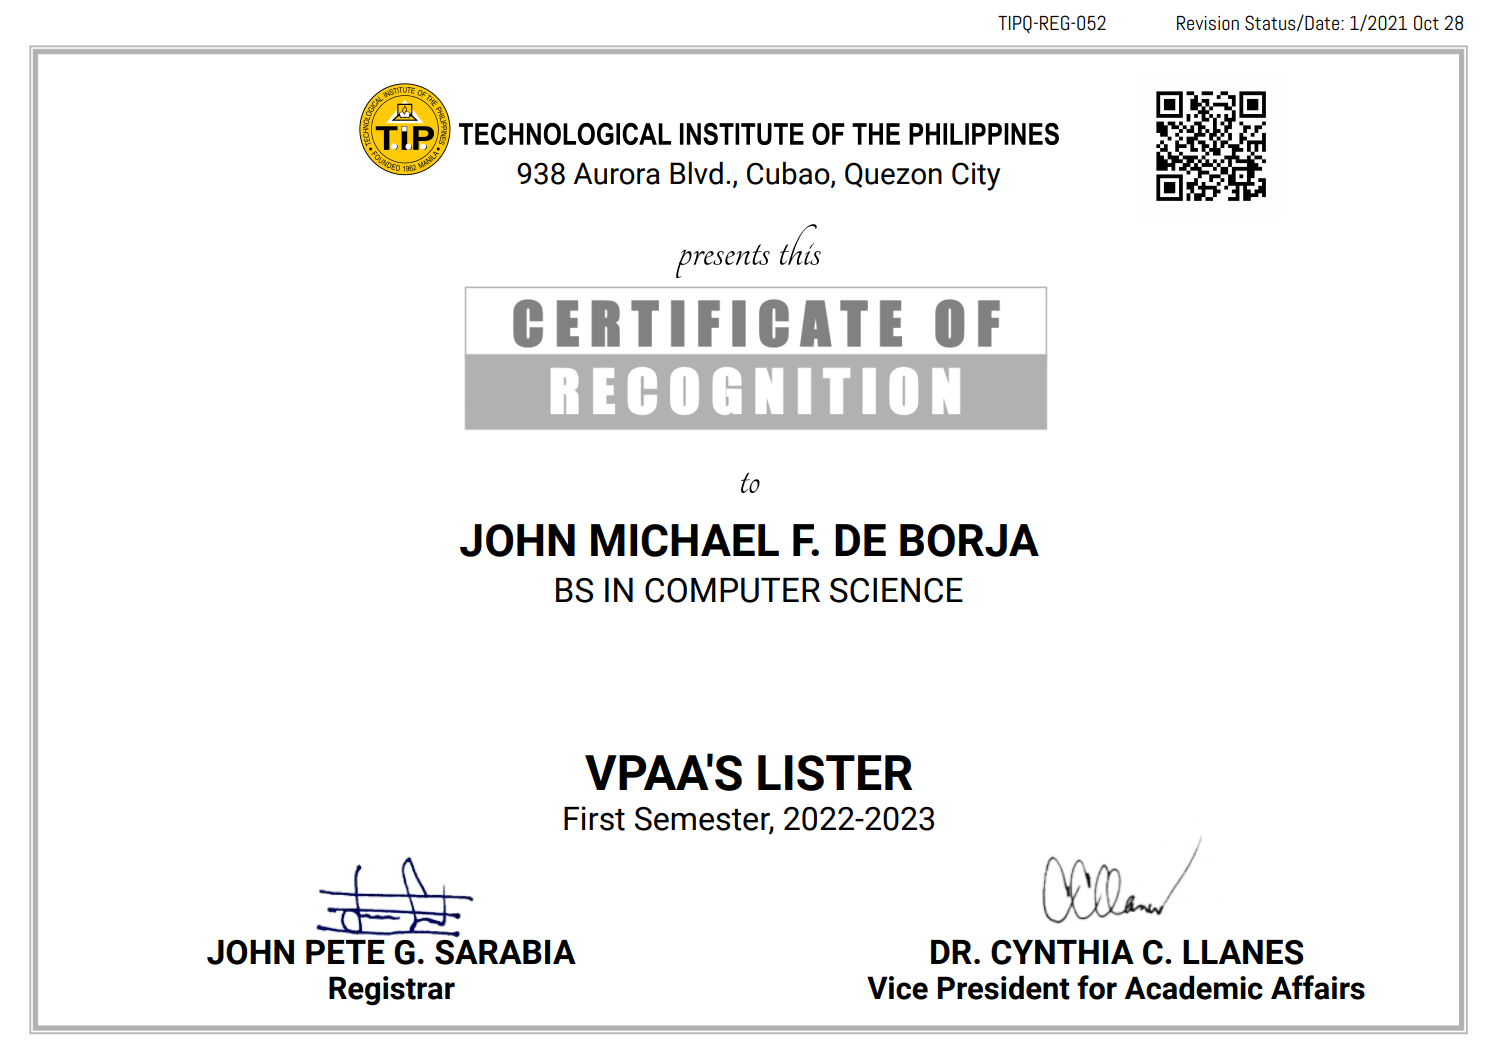 TIPQ-REG-052 Revision Status/Date: 1/2021 Oct 28
TECHNOLOGICAL INSTITUTE OF THE PHILIPPINES
T.I.P.
FOUNDED 1962 MANILA
TECHNOLOGICAL INSTITUTE OF THE PHILIPPINES
938 Aurora Blvd., Cubao, Quezon City
presents this
CERTIFICATE OF
RECOGNITION
to
JOHN MICHAEL F. DE BORJA
BS IN COMPUTER SCIENCE
VPAA'S LISTER
First Semester, 2022-2023
JOHN PETE G. SARABIA
Registrar
DR. CYNTHIA C. LLANES
Vice President for Academic Affairs